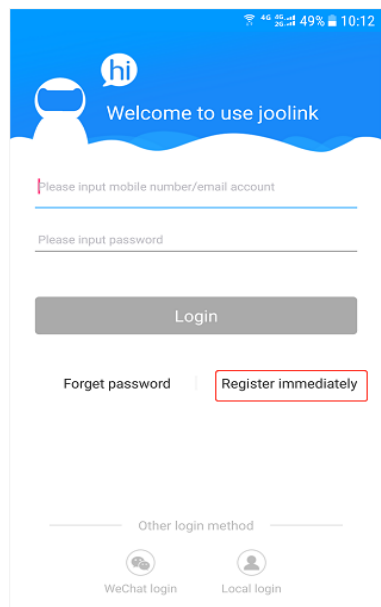 4G 4G 2G 49% 10:12
hi
Welcome to use joolink
Please input mobile number/email account
Please input password
Login
Forget password Register immediately
Other login method
WeChat login Local login